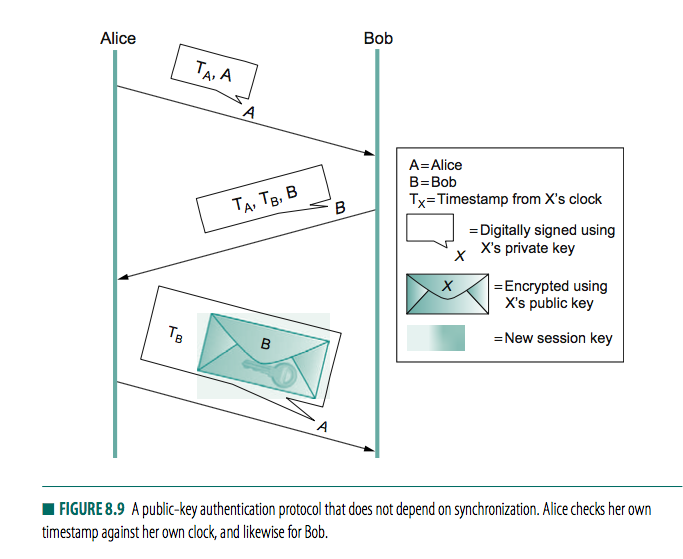 Alice
Bob
T_A, A
A
T_A, T_B, B
B
T_B
B
A
A=Alice
B=Bob
T_X=Timestamp from X's clock
=Digitally signed using
X's private key
X
X
=Encrypted using
X's public key
=New session key
■ FIGURE 8.9 A public-key authentication protocol that does not depend on synchronization. Alice checks her own
timestamp against her own clock, and likewise for Bob.